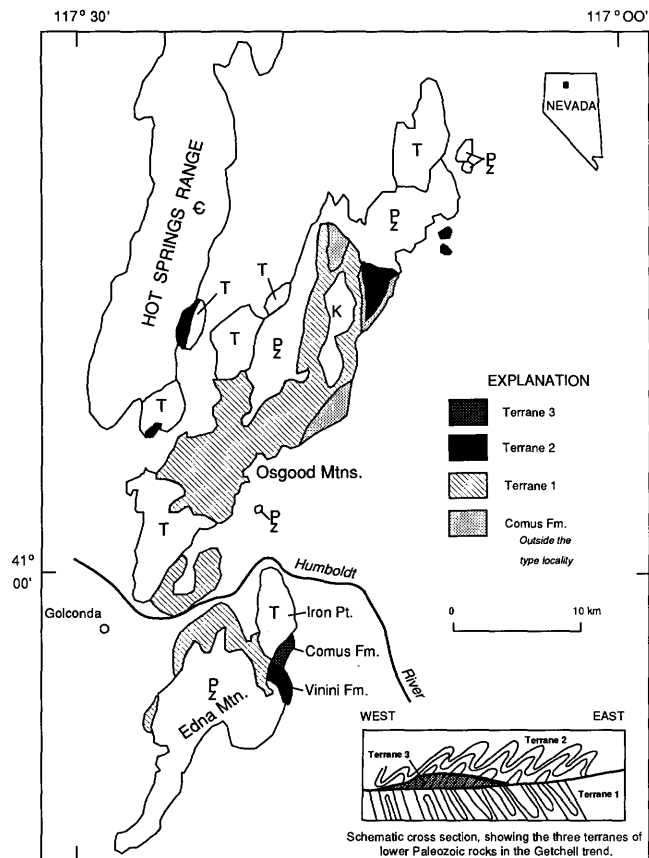 117° 30'
117° 00'
NEVADA
HOT SPRINGS RANGE
Є
T
PZ
PZ
T
T
T
PZ
K
T
EXPLANATION
Terrane 3
Terrane 2
Terrane 1
Comus Fm.
Outside the
type locality
Osgood Mtns.
PZ
T
41°
00'
Humboldt
River
0 10 km
Golconda
T
Iron Pt.
Comus Fm.
Vinini Fm.
PZ
Edna Mtn.
WEST EAST
Terrane 2
Terrane 3
Terrane 1
Schematic cross section, showing the three terranes of
lower Paleozoic rocks in the Getchell trend.